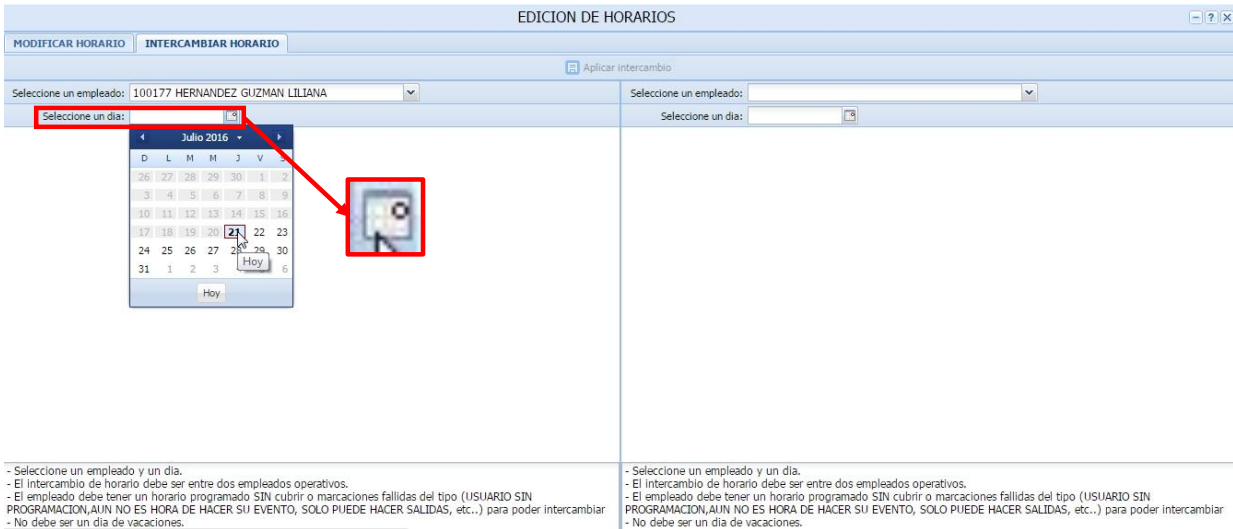 EDICION DE HORARIOS
MODIFICAR HORARIO INTERCAMBIAR HORARIO
Aplicar intercambio
Seleccione un empleado: 100177 HERNANDEZ GUZMAN LILIANA
Seleccione un dia:
Julio 2016
D L M M J V S
26 27 28 29 30 1 2
3 4 5 6 7 8 9
10 11 12 13 14 15 16
17 18 19 20 21 22 23
24 25 26 27 28 29 30
31 1 2 3 6
Hoy
Hoy
- Seleccione un empleado y un dia.
- El intercambio de horario debe ser entre dos empleados operativos.
- El empleado debe tener un horario programado SIN cubrir o marcaciones fallidas del tipo (USUARIO SIN
PROGRAMACION,AUN NO ES HORA DE HACER SU EVENTO, SOLO PUEDE HACER SALIDAS, etc..) para poder intercambiar
- No debe ser un dia de vacaciones.
Seleccione un empleado:
Seleccione un dia:
- Seleccione un empleado y un dia.
- El intercambio de horario debe ser entre dos empleados operativos.
- El empleado debe tener un horario programado SIN cubrir o marcaciones fallidas del tipo (USUARIO SIN
PROGRAMACION,AUN NO ES HORA DE HACER SU EVENTO, SOLO PUEDE HACER SALIDAS, etc..) para poder intercambiar
- No debe ser un dia de vacaciones.